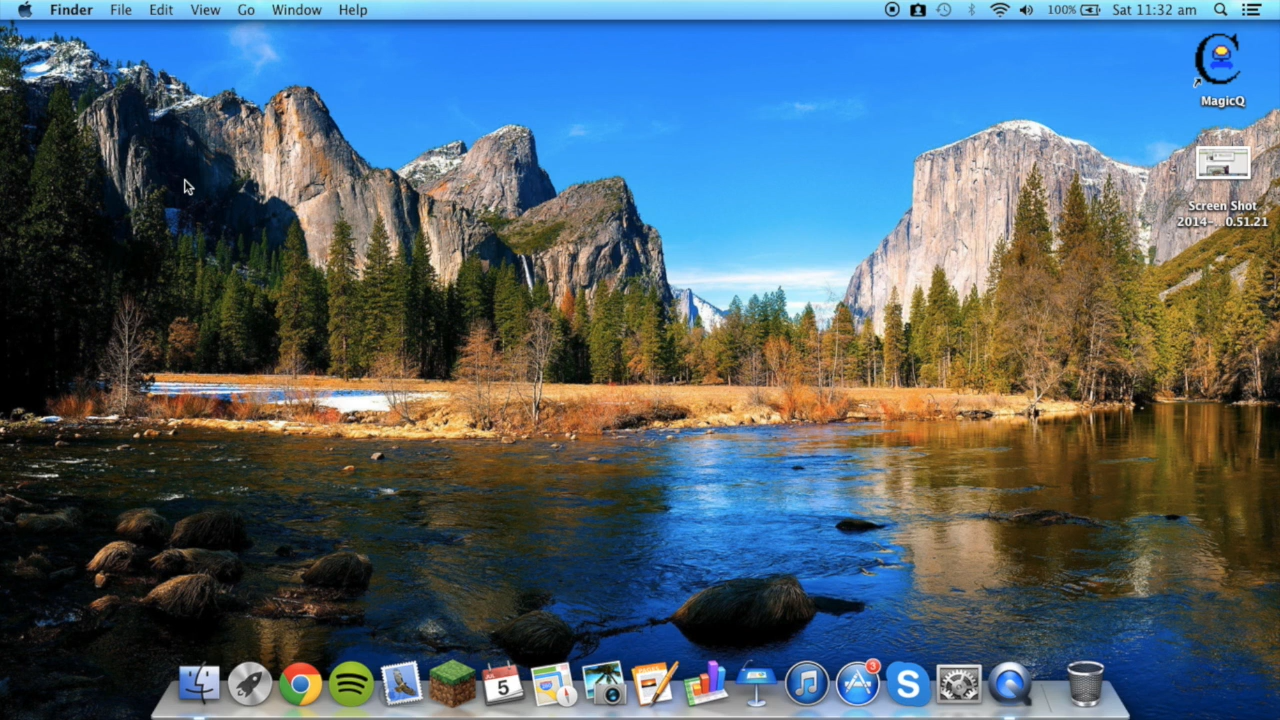 Finder File Edit View Go Window Help 100% Sat 11:32 am
MagicQ
Screen Shot
2014- ...0.51.21
3
5